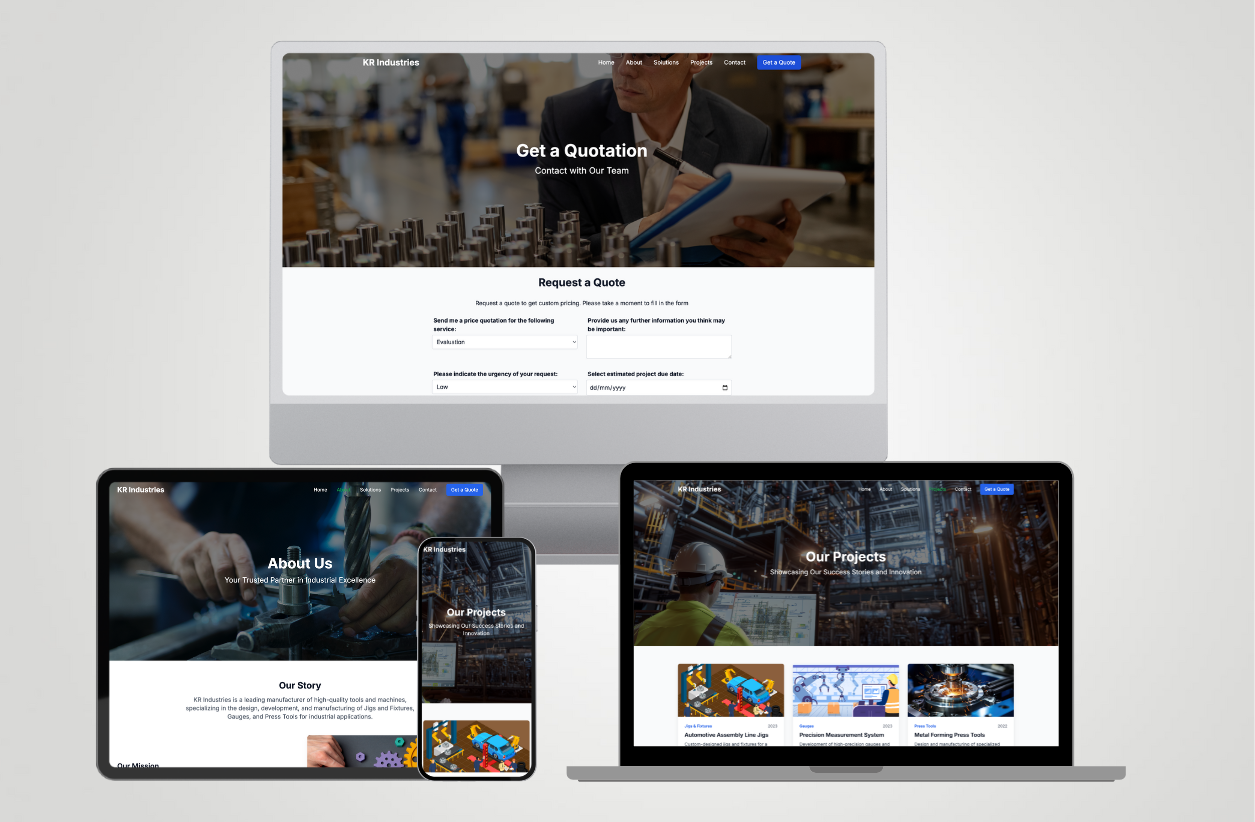 KR Industries
Home About Solutions Projects Contact Get a Quote
Get a Quotation
Contact with Our Team
Request a Quote
Request a quote to get custom pricing. Please take a moment to fill in the form
Send me a price quotation for the following
service:
Evaluation
Provide us any further information you think may
be important:
Please indicate the urgency of your request:
Low
Select estimated project due date:
dd/mm/yyyy
KR Industries
Home About Solutions Projects Contact Get a Quote
About Us
Your Trusted Partner in Industrial Excellence
Our Story
KR Industries is a leading manufacturer of high-quality tools and machines,
specializing in the design, development, and manufacturing of Jigs and Fixtures,
Gauges, and Press Tools for industrial applications.
Our Mission
KR Industries
Our Projects
Showcasing Our Success Stories and
Innovation
KR Industries
Home About Solutions Projects Contact Get a Quote
Our Projects
Showcasing Our Success Stories and Innovation
Jigs & Fixtures 2023
Automotive Assembly Line Jigs
Custom-designed jigs and fixtures for a
Gauges 2023
Precision Measurement System
Development of high-precision gauges and
Press Tools 2022
Metal Forming Press Tools
Design and manufacturing of specialized